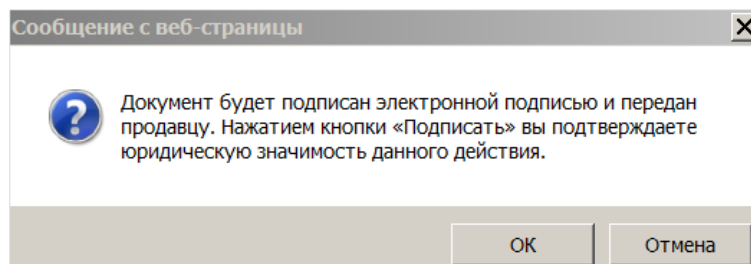 Сообщение с веб-страницы
Документ будет подписан электронной подписью и передан
продавцу. Нажатием кнопки «Подписать» вы подтверждаете
юридическую значимость данного действия.
ОК
Отмена